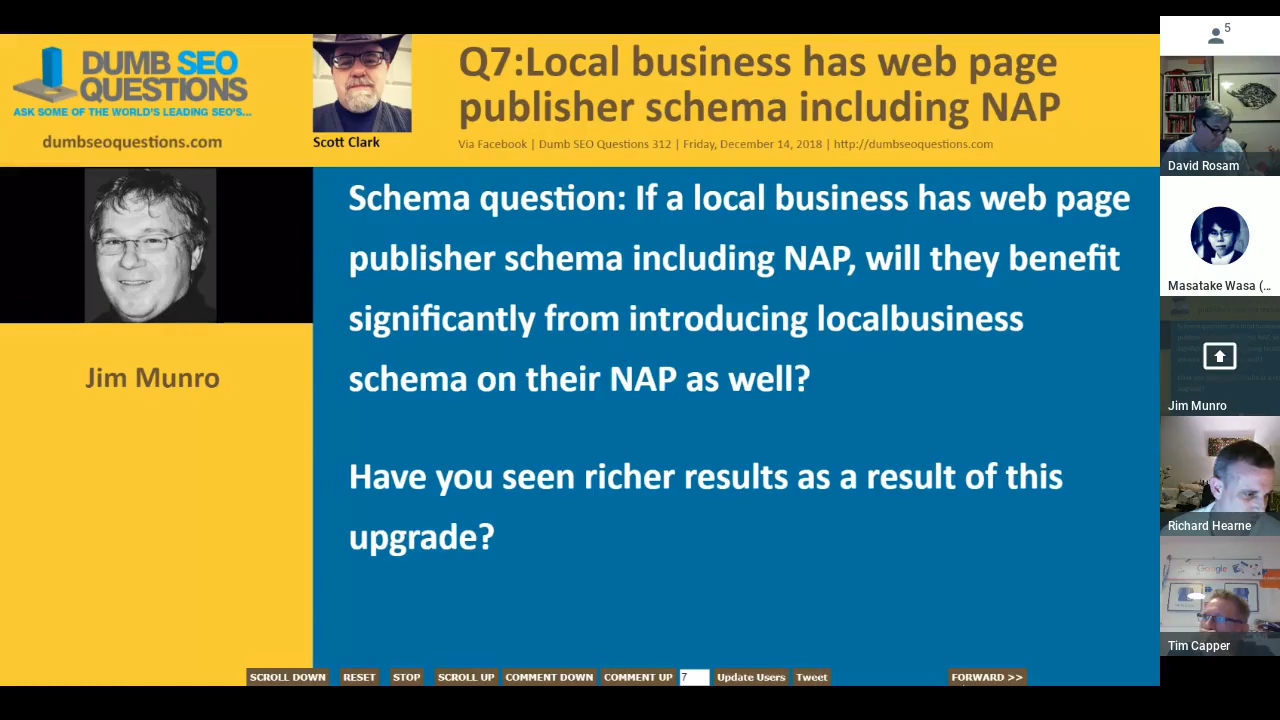 DUMB SEO
QUESTIONS
ASK SOME OF THE WORLD'S LEADING SEO'S...
dumbseoquestions.com
Scott Clark
Q7:Local business has web page
publisher schema including NAP
Via Facebook | Dumb SEO Questions 312 | Friday, December 14, 2018 | http://dumbseoquestions.com
Jim Munro
Schema question: If a local business has web page
publisher schema including NAP, will they benefit
significantly from introducing localbusiness
schema on their NAP as well?
Have you seen richer results as a result of this
upgrade?
SCROLL DOWN
RESET
STOP
SCROLL UP
COMMENT DOWN
COMMENT UP
7
Update Users
Tweet
FORWARD >>
5
David Rosam
Masatake Wasa (...
Jim Munro
Richard Hearne
Google
Tim Capper